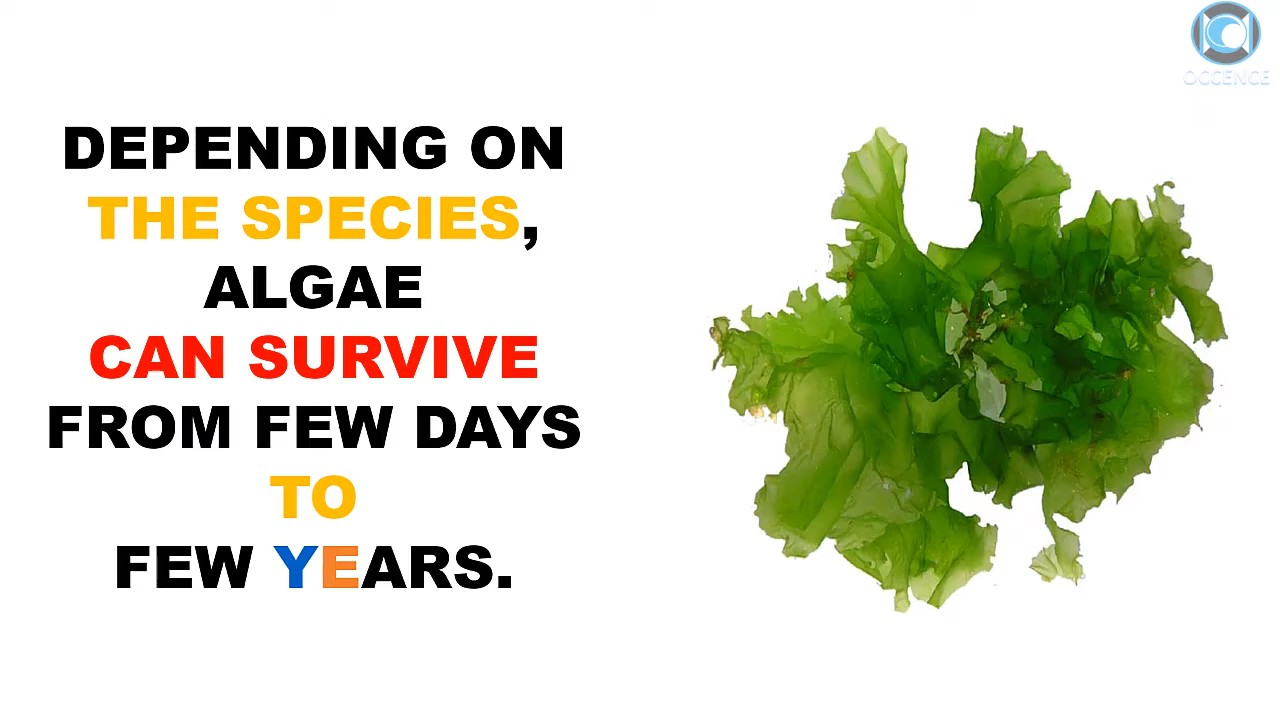 OCCENCE
DEPENDING ON
THE SPECIES,
ALGAE
CAN SURVIVE
FROM FEW DAYS
TO
FEW YEARS.